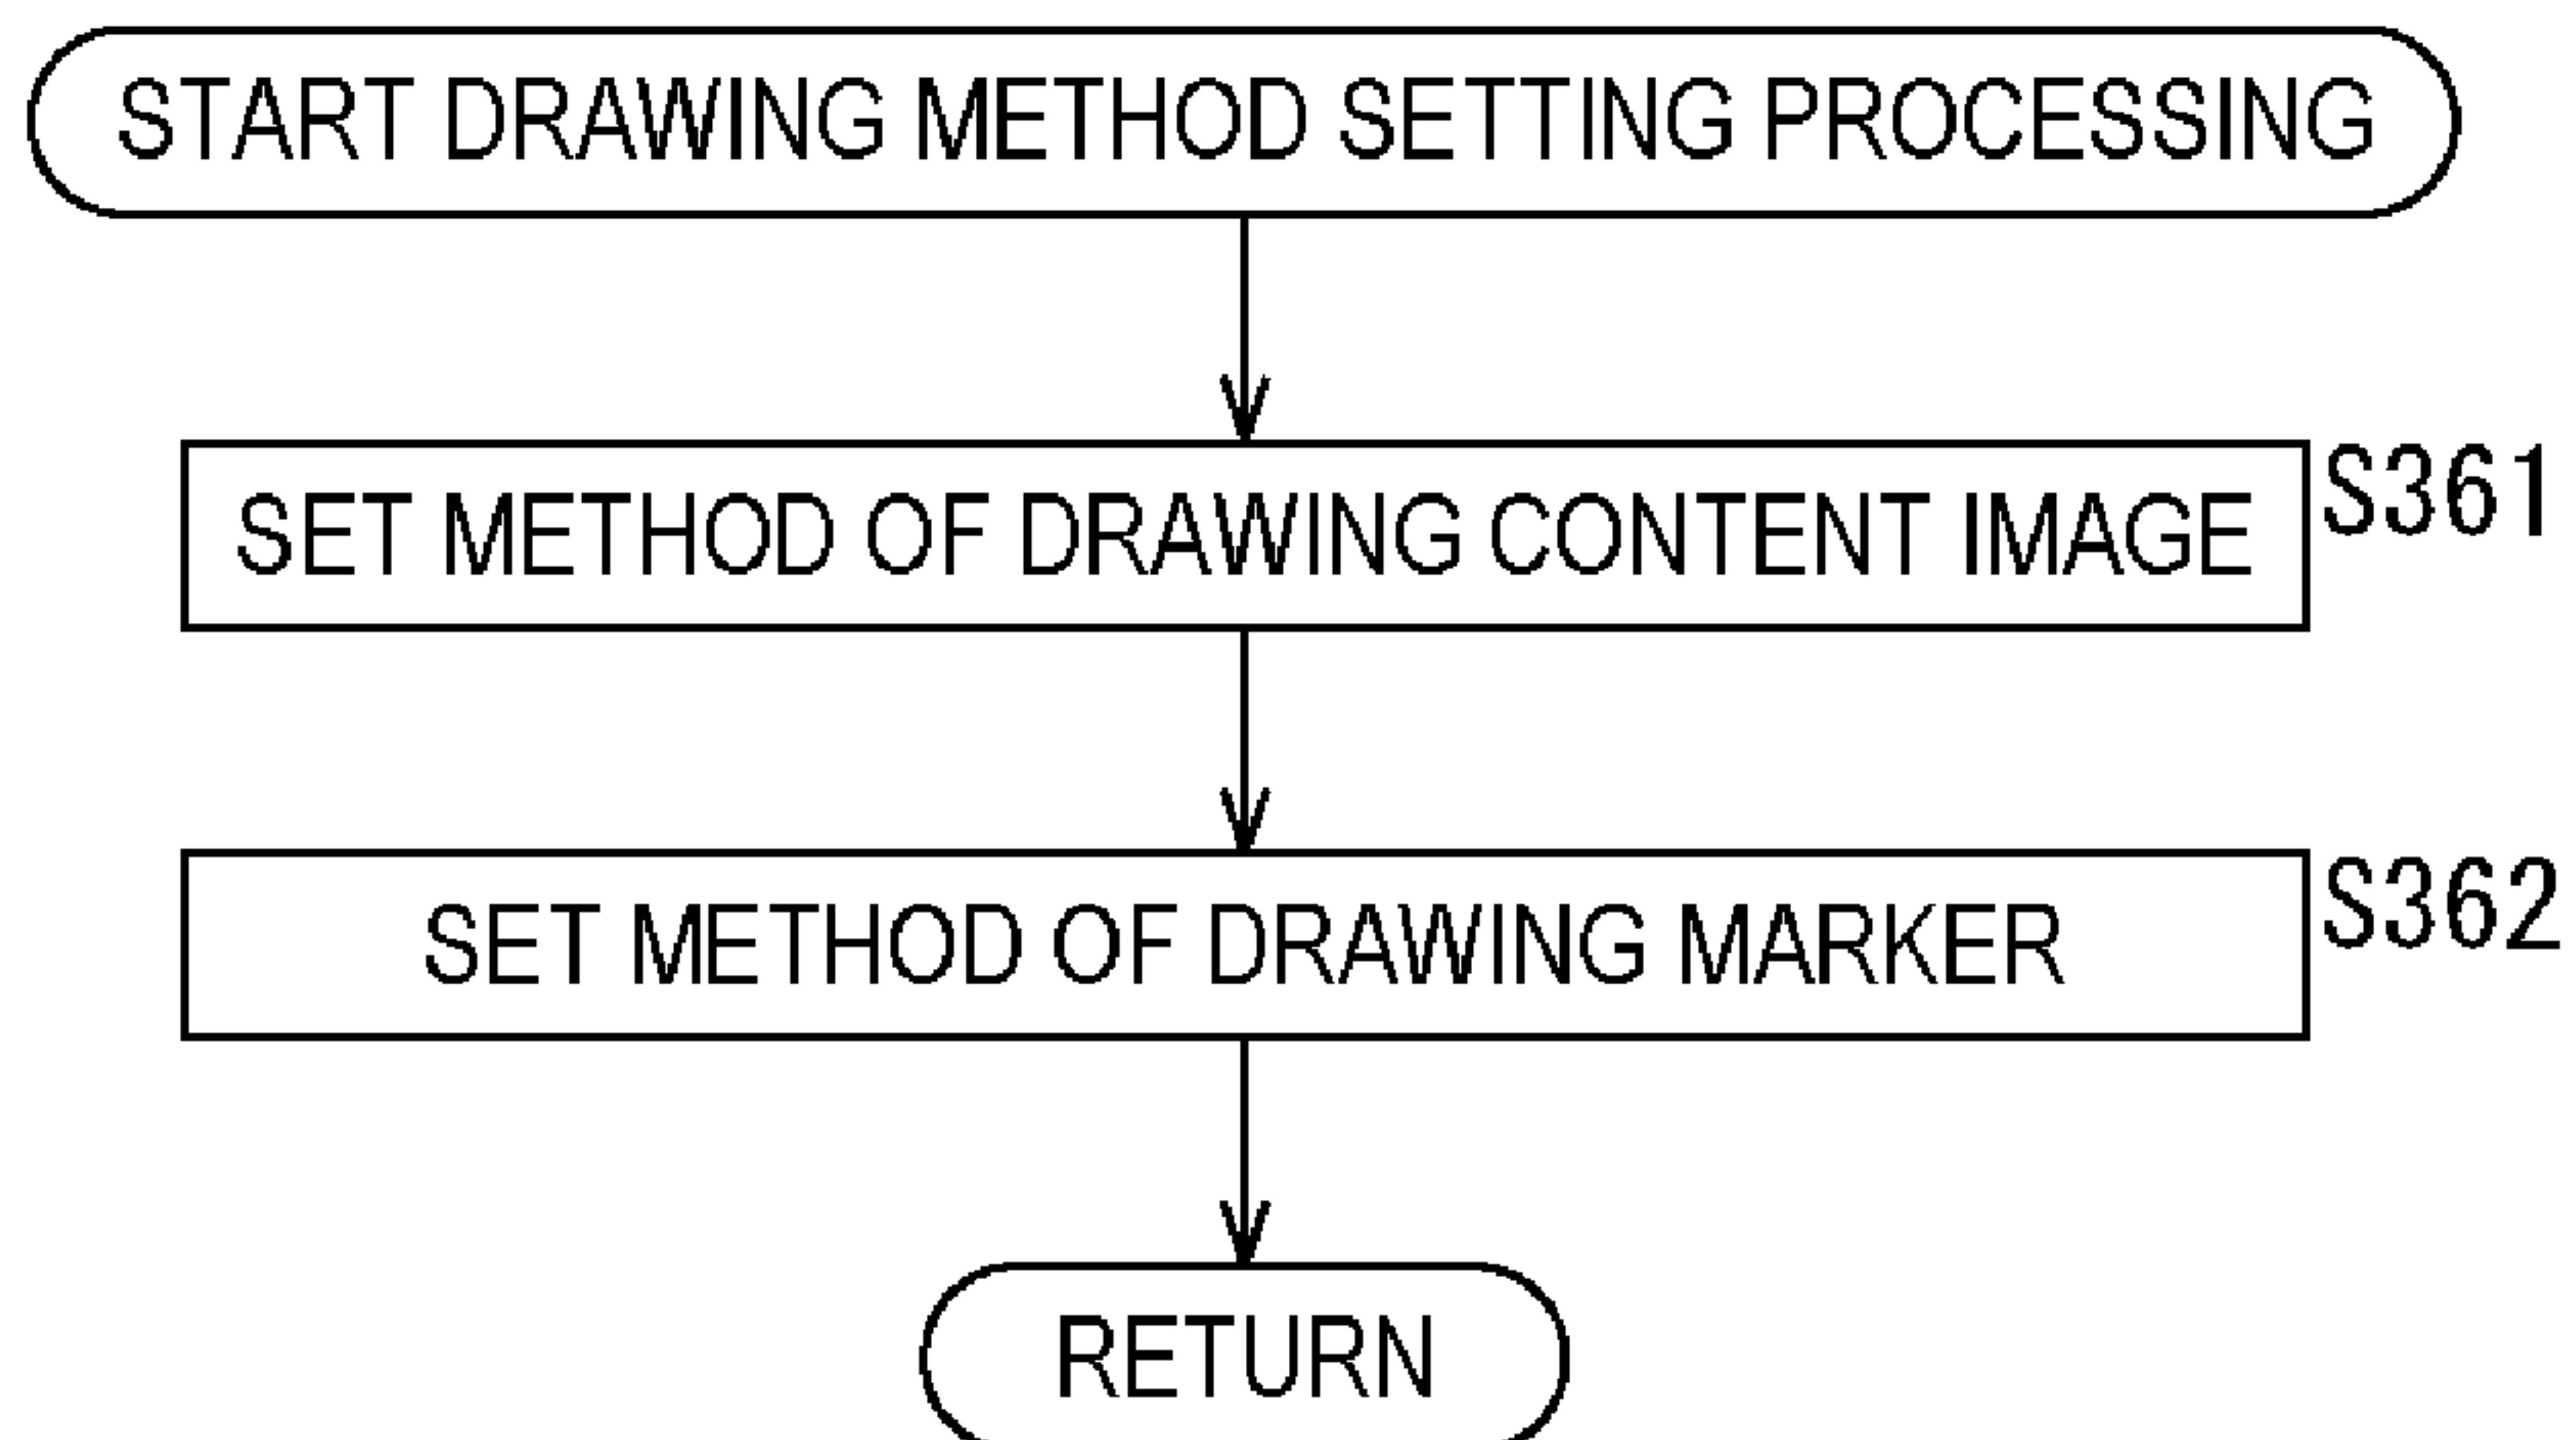 START DRAWING METHOD SETTING PROCESSING
SET METHOD OF DRAWING CONTENT IMAGE
S361
SET METHOD OF DRAWING MARKER
S362
RETURN